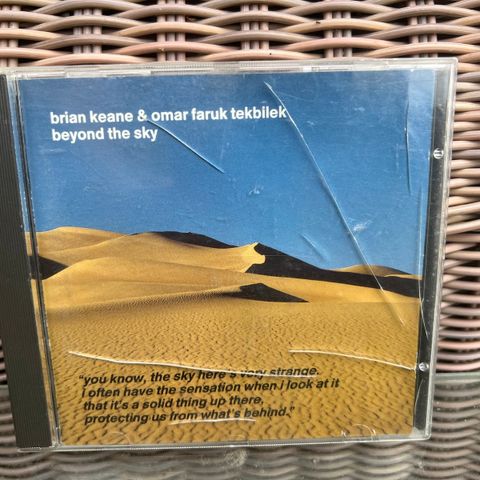 brian keane & omar faruk tekbilek
beyond the sky
"you know, the sky here's very strange.
i often have the sensation when i look at it
that it's a solid thing up there,
protecting us from what's behind."